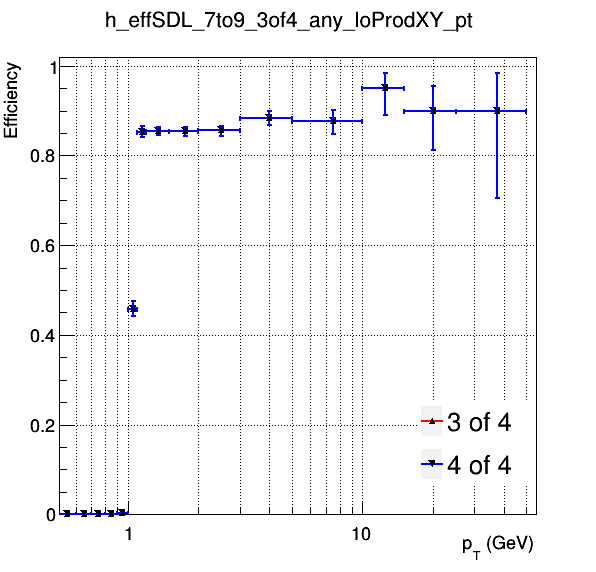 h_effSDL_7to9_3of4_any_loProdXY_pt
Efficiency
1
0.8
0.6
0.4
0.2
0
3 of 4
4 of 4
1
10
p_T (GeV)